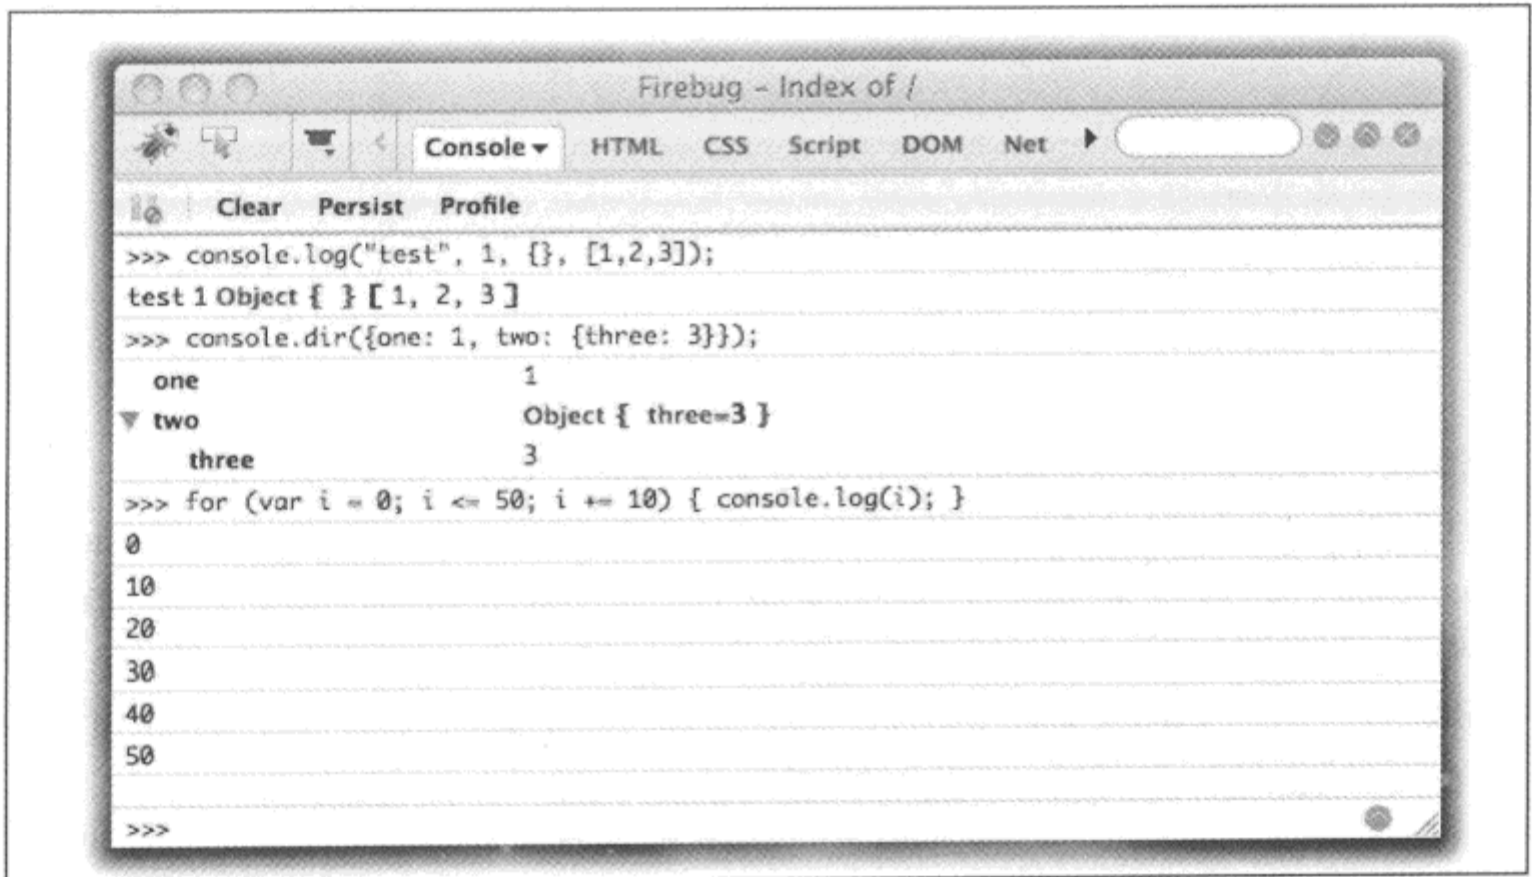 Firebug – Index of /
Console HTML CSS Script DOM Net
Clear Persist Profile
>>> console.log("test", 1, {}, [1,2,3]);
test 1 Object { } [ 1, 2, 3 ]
>>> console.dir({one: 1, two: {three: 3}});
one 1
two Object { three=3 }
three 3
>>> for (var i = 0; i <= 50; i += 10) { console.log(i); }
0
10
20
30
40
50
>>>